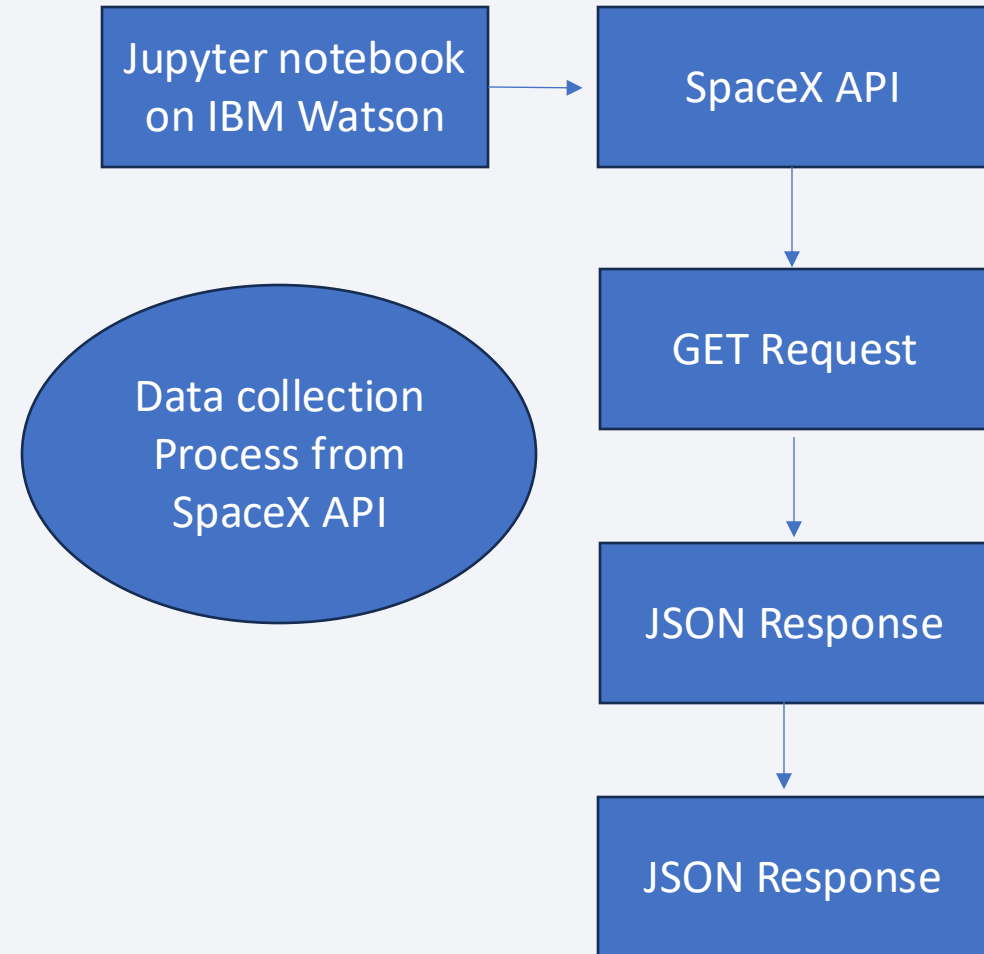 Jupyter notebook
on IBM Watson
SpaceX API
GET Request
Data collection
Process from
SpaceX API
JSON Response
JSON Response